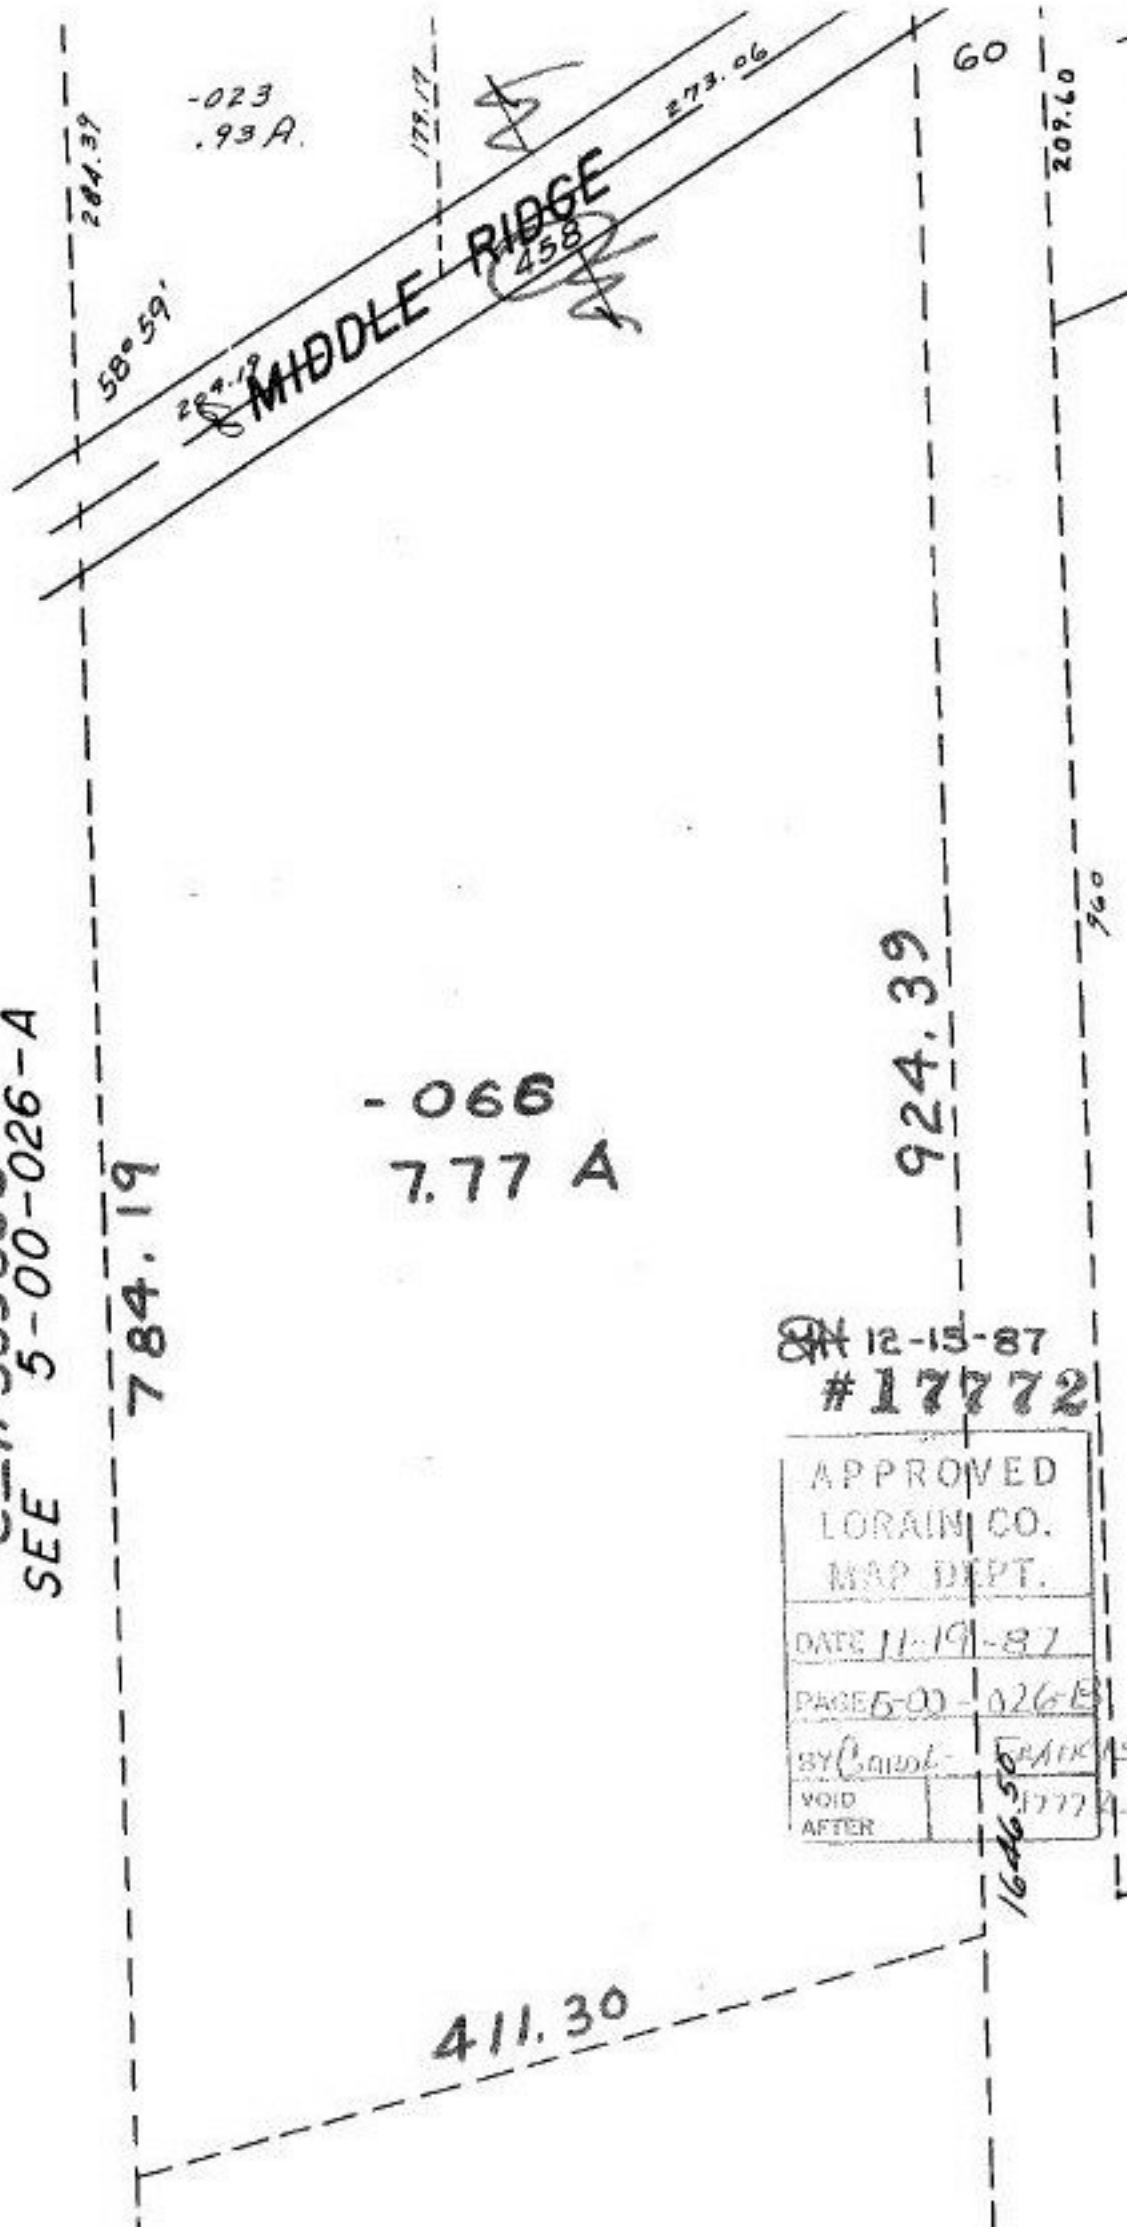 -023
.93 A.
284.39
179.17
273.06
60
209.60
58°59'
MIDDLE RIDGE
458
960
924.39
-066
7.77 A
784.19
SEE 5-00-026-A
12-15-87
#17772
APPROVED
LORAIN CO.
MAP DEPT.
DATE 11-19-87
PAGE 5-00-026-B
BY
VOID
AFTER
1646.50
411.30